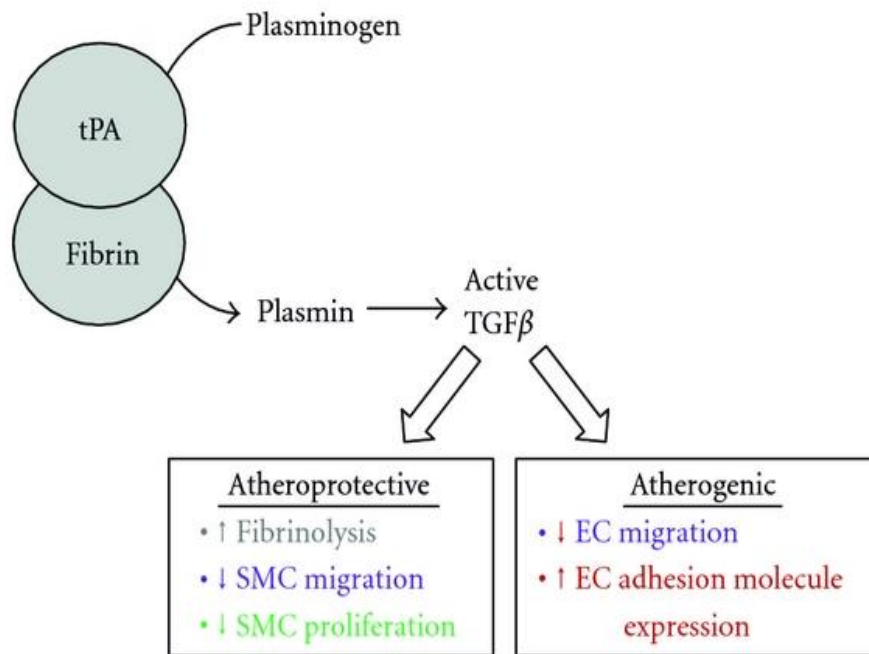 Plasminogen
tPA
Fibrin
Plasmin
Active
TGFβ
Atheroprotective
• ↑ Fibrinolysis
• ↓ SMC migration
• ↓ SMC proliferation
Atherogenic
• ↓ EC migration
• ↑ EC adhesion molecule
expression